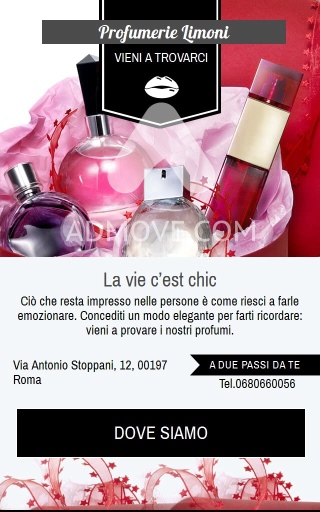 Profumerie Limoni
VIENI A TROVARCI
ADMOVE.COM
La vie c'est chic
Ciò che resta impresso nelle persone è come riesci a farle
emozionare. Concediti un modo elegante per farti ricordare:
vieni a provare i nostri profumi.
Via Antonio Stoppani, 12, 00197
Roma
A DUE PASSI DA TE
Tel.0680660056
DOVE SIAMO